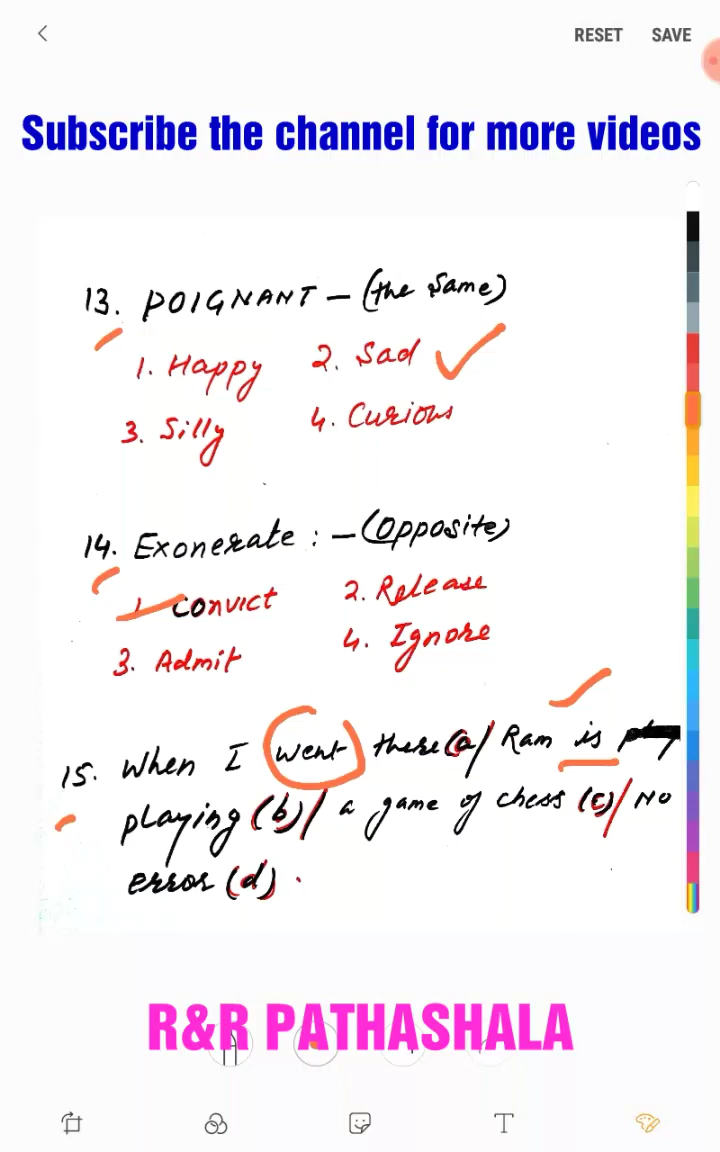 RESET SAVE
Subscribe the channel for more videos
13. POIGNANT - (the Same)
1. Happy 2. Sad
3. Silly 4. Curious
14. Exonerate : - (Opposite)
1. Convict 2. Release
3. Admit 4. Ignore
15. When I went there (a)/ Ram is
playing (b)/ a game of chess (c)/ No
error (d).
R&R PATHASHALA
T